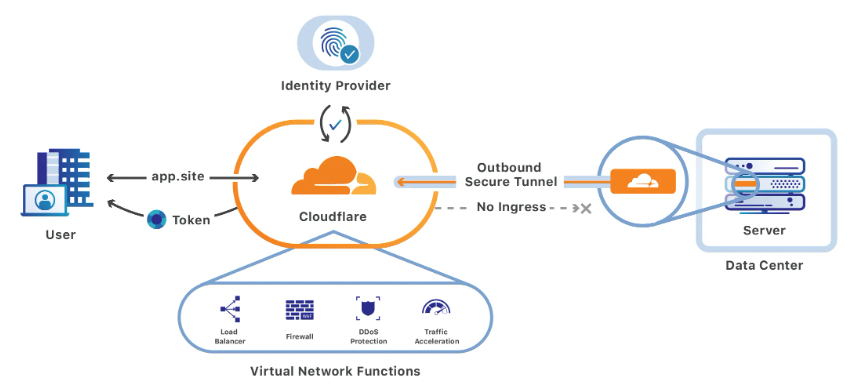 Identity Provider
app.site
Token
User
Cloudflare
Outbound
Secure Tunnel
No Ingress
Server
Data Center
Load
Balancer
Firewall
DDoS
Protection
Traffic
Acceleration
Virtual Network Functions